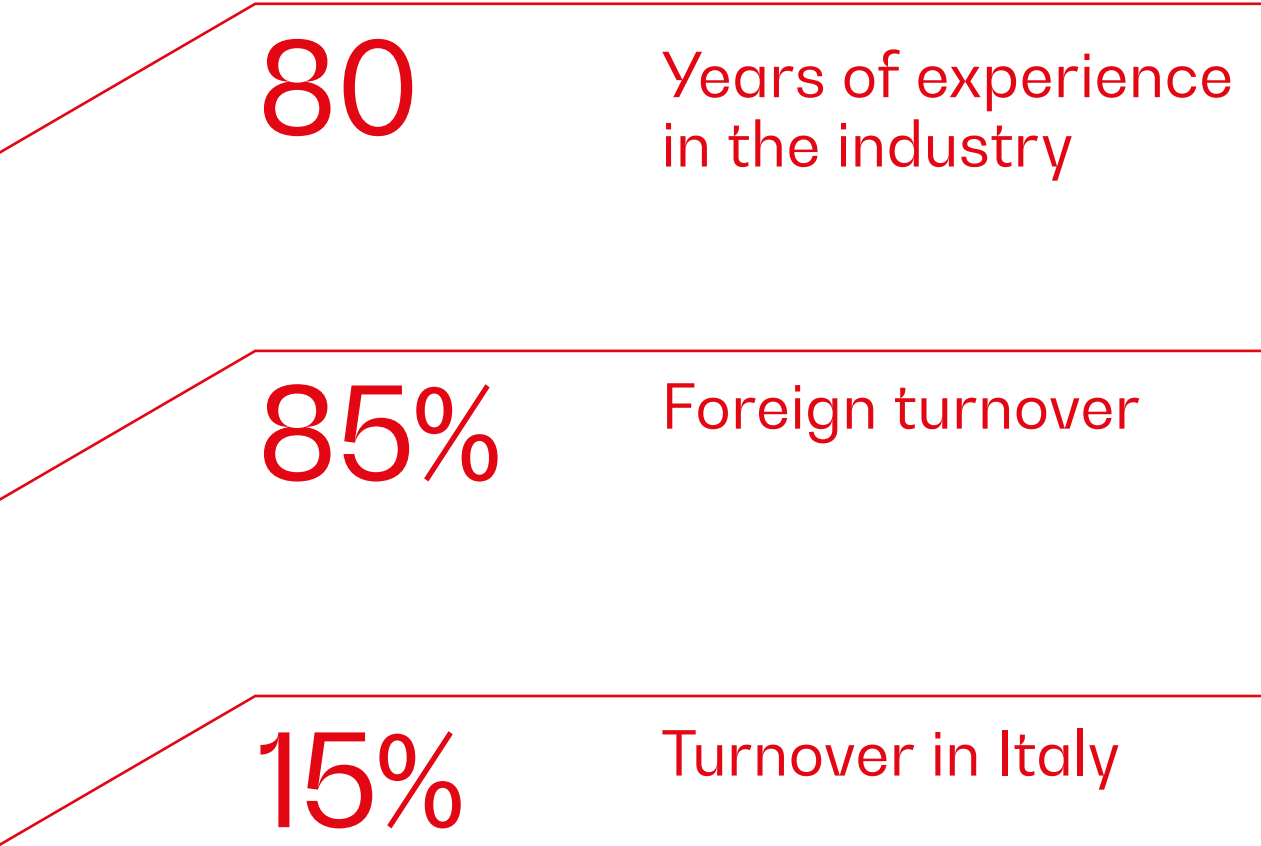 80
Years of experience
in the industry
85%
Foreign turnover
15%
Turnover in Italy